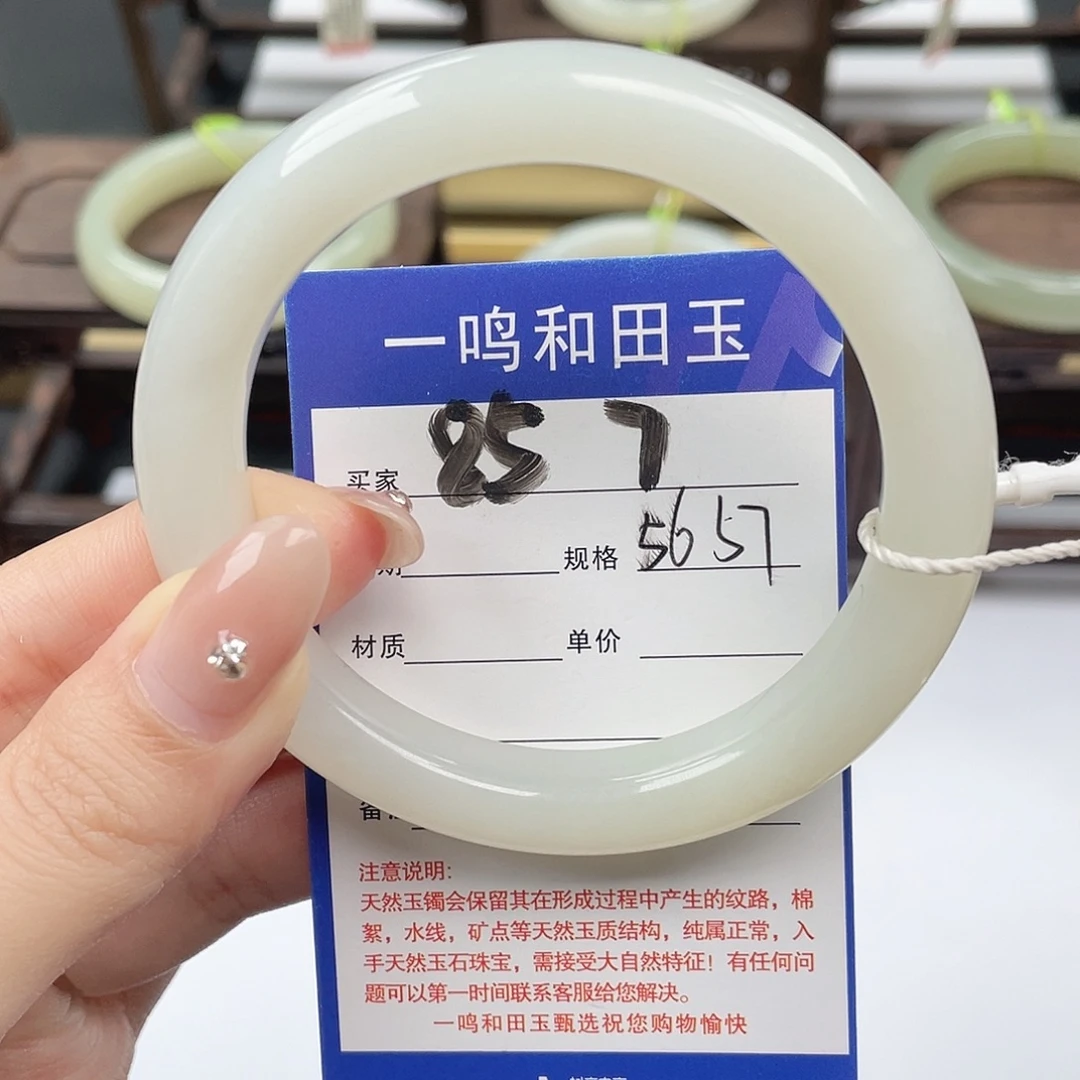 一鸣和田玉
买家 85 7
期 规格 5657
材质 单价
备
注意说明:
天然玉镯会保留其在形成过程中产生的纹路，棉
絮，水线，矿点等天然玉质结构，纯属正常，入
手天然玉石珠宝，需接受大自然特征！有任何问
题可以第一时间联系客服给您解决。
一鸣和田玉甄选祝您购物愉快